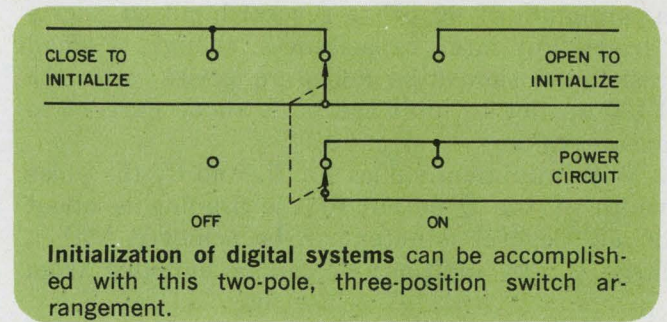 CLOSE TO
INITIALIZE
OPEN TO
INITIALIZE
POWER
CIRCUIT
OFF
ON
Initialization of digital systems can be accomplish-
ed with this two-pole, three-position switch ar-
rangement.